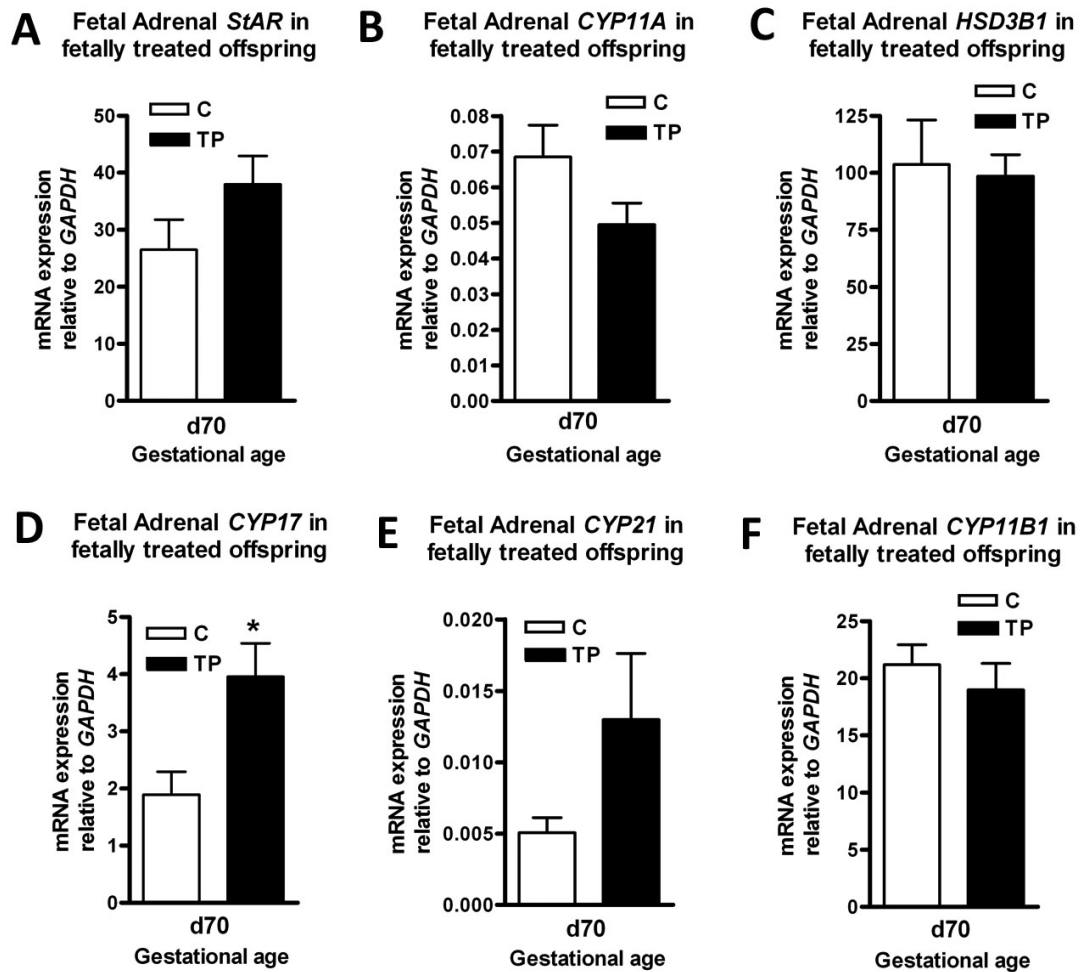 A
Fetal Adrenal StAR in
fetally treated offspring
C
TP
50
40
30
20
10
0
mRNA expression
relative to GAPDH
d70
Gestational age
B
Fetal Adrenal CYP11A in
fetally treated offspring
C
TP
0.08
0.07
0.06
0.05
0.04
0.03
0.02
0.01
0.00
mRNA expression
relative to GAPDH
d70
Gestational age
C
Fetal Adrenal HSD3B1 in
fetally treated offspring
C
TP
125
100
75
50
25
0
mRNA expression
relative to GAPDH
d70
Gestational age
D
Fetal Adrenal CYP17 in
fetally treated offspring
C
TP
*
5
4
3
2
1
0
mRNA expression
relative to GAPDH
d70
Gestational age
E
Fetal Adrenal CYP21 in
fetally treated offspring
C
TP
0.020
0.015
0.010
0.005
0.000
mRNA expression
relative to GAPDH
d70
Gestational age
F
Fetal Adrenal CYP11B1 in
fetally treated offspring
C
TP
25
20
15
10
5
0
mRNA expression
relative to GAPDH
d70
Gestational age